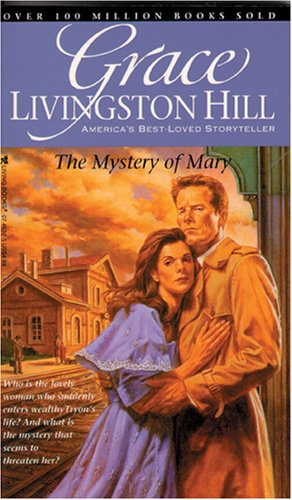 OVER 100 MILLION BOOKS SOLD
Grace
LIVINGSTON HILL
AMERICA'S BEST-LOVED STORYTELLER
The Mystery of Mary
Who is the lovely
woman who suddenly
enters wealthy Tryon's
life? And what is
the mystery that
seems to
threaten her?